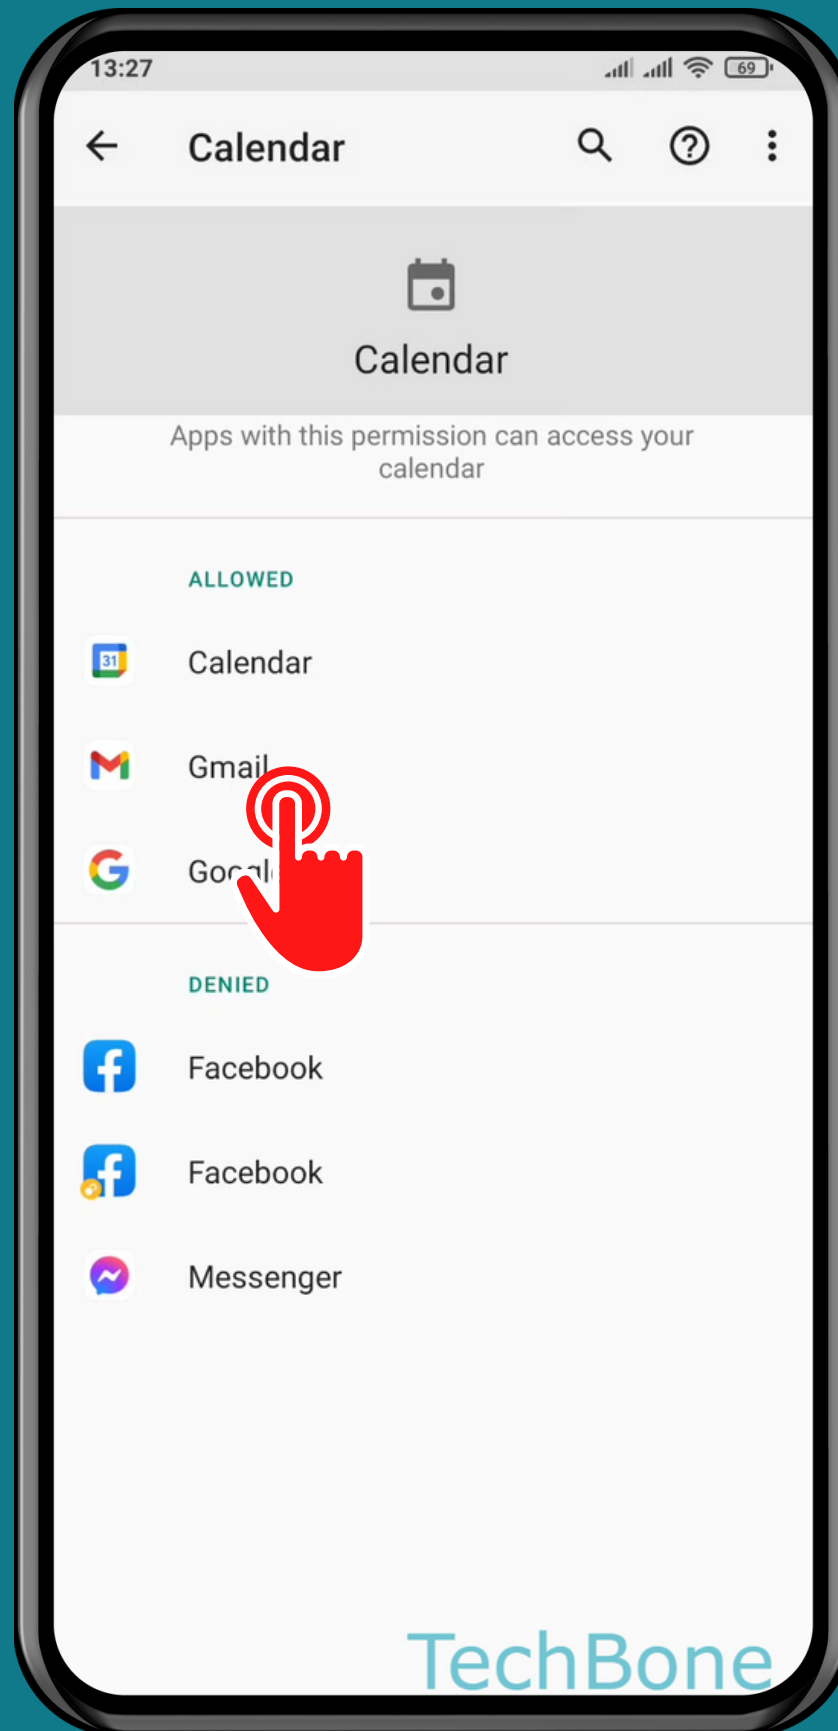 13:27
69
Calendar
Calendar
Apps with this permission can access your
calendar
ALLOWED
31
Calendar
Gmail
Google
DENIED
Facebook
Facebook
Messenger
TechBone